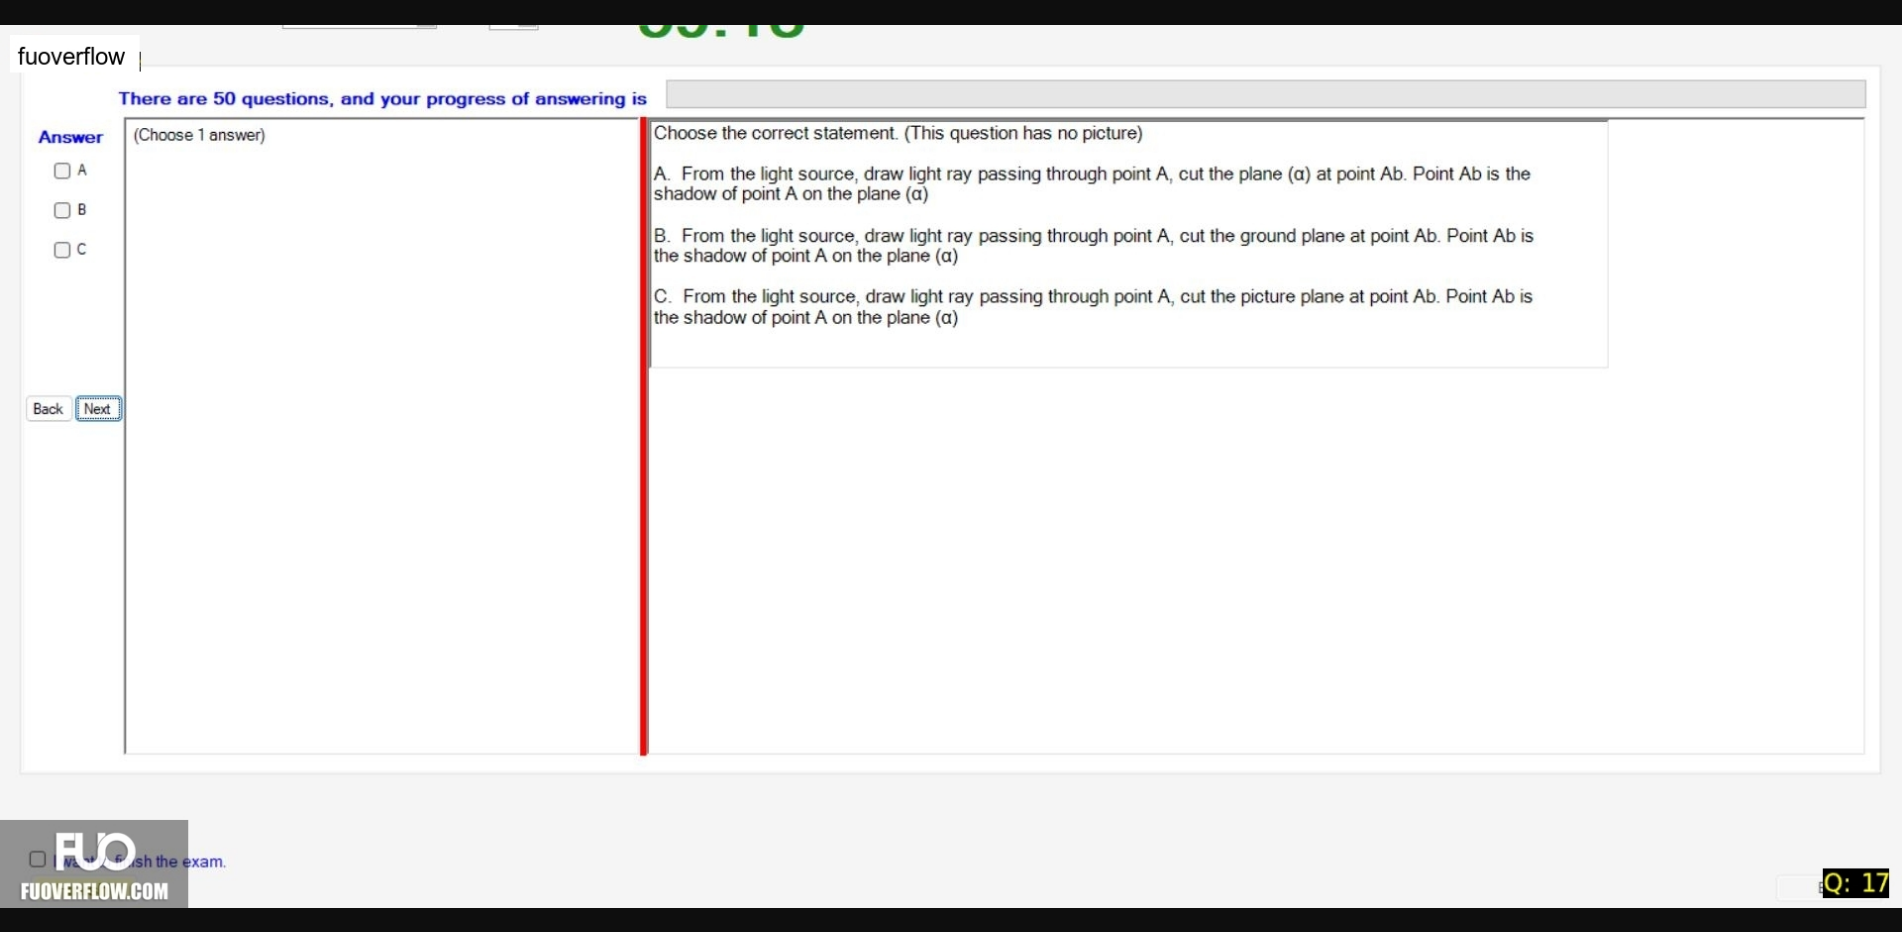 fuoverflow
There are 50 questions, and your progress of answering is
Answer
(Choose 1 answer)
A
B
C
Back Next
Choose the correct statement. (This question has no picture)
A. From the light source, draw light ray passing through point A, cut the plane (α) at point Ab. Point Ab is the
shadow of point A on the plane (α)
B. From the light source, draw light ray passing through point A, cut the ground plane at point Ab. Point Ab is
the shadow of point A on the plane (α)
C. From the light source, draw light ray passing through point A, cut the picture plane at point Ab. Point Ab is
the shadow of point A on the plane (α)
FUO
the exam.
FUOVERFLOW.COM
Q: 17